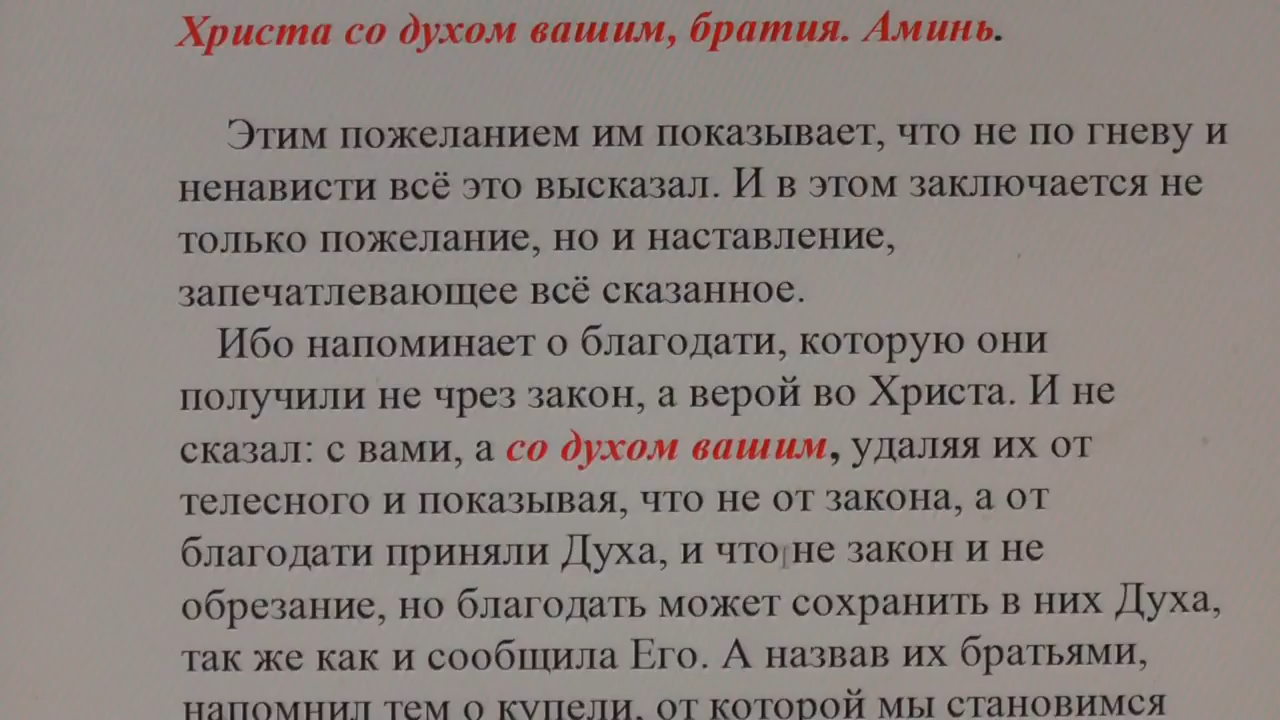 Христа со духом вашим, братия. Аминь.
Этим пожеланием им показывает, что не по гневу и
ненависти всё это высказал. И в этом заключается не
только пожелание, но и наставление,
запечатлевающее всё сказанное.
Ибо напоминает о благодати, которую они
получили не чрез закон, а верой во Христа. И не
сказал: с вами, а со духом вашим, удаляя их от
телесного и показывая, что не от закона, а от
благодати приняли Духа, и что не закон и не
обрезание, но благодать может сохранить в них Духа,
так же как и сообщила Его. А назвав их братьями,
напомнил тем о купели, от которой мы становимся